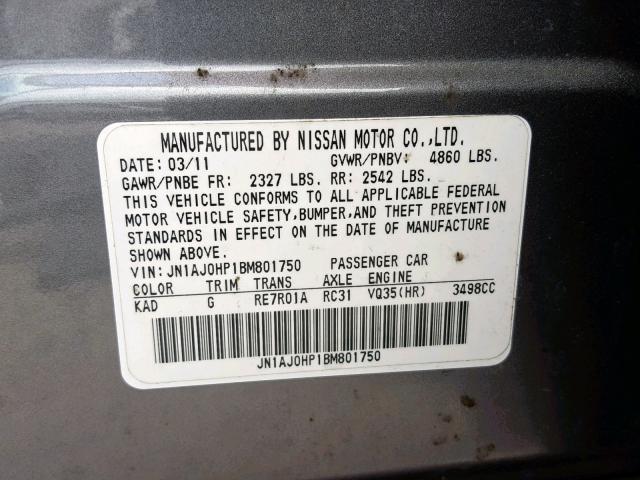 MANUFACTURED BY NISSAN MOTOR CO.,LTD.
DATE: 03/11 GVWR/PNBV: 4860 LBS.
GAWR/PNBE FR: 2327 LBS. RR: 2542 LBS.
THIS VEHICLE CONFORMS TO ALL APPLICABLE FEDERAL
MOTOR VEHICLE SAFETY,BUMPER,AND THEFT PREVENTION
STANDARDS IN EFFECT ON THE DATE OF MANUFACTURE
SHOWN ABOVE.
VIN: JN1AJ0HP1BM801750 PASSENGER CAR
COLOR TRIM TRANS AXLE ENGINE
KAD G RE7R01A RC31 VQ35(HR) 3498CC
JN1AJ0HP1BM801750